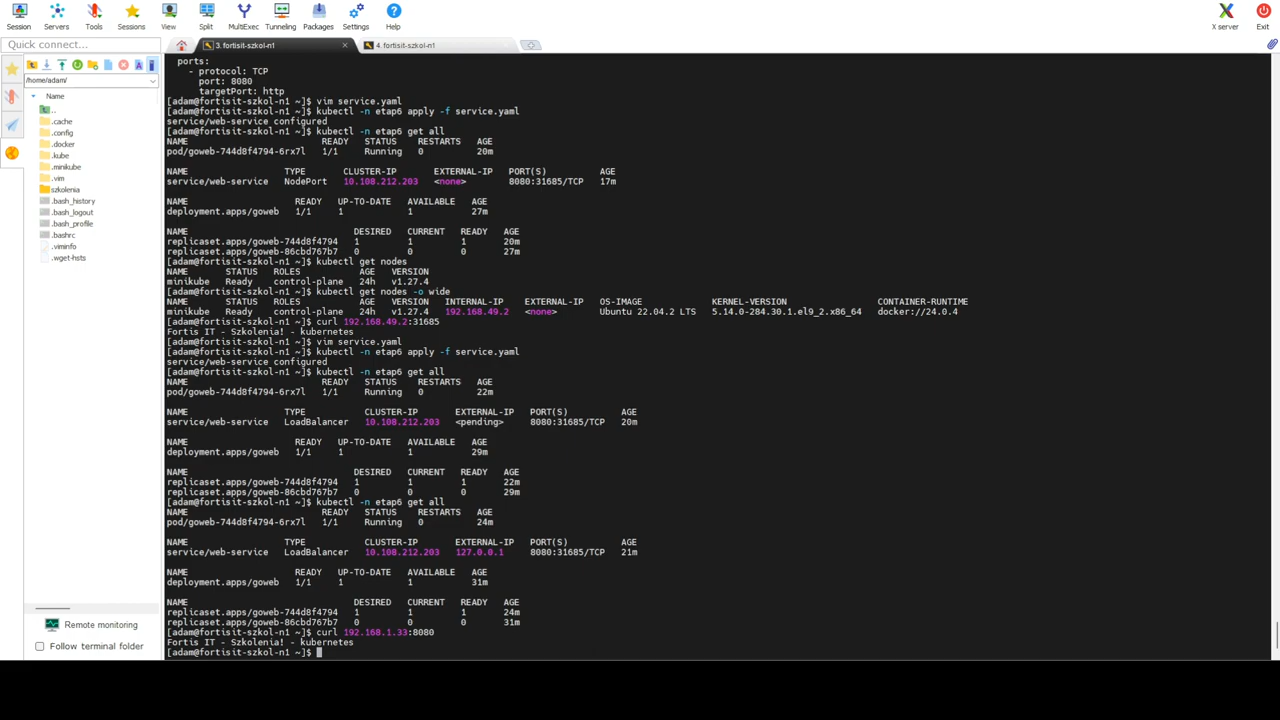 Session Servers Tools Sessions View Split MultiExec Tunneling Packages Settings Help X server Exit
Quick connect...
3. fortisit-szkol-n1
4. fortisit-szkol-n1
/home/adam/
Name
..
.cache
.config
.docker
.kube
.minikube
.vim
szkolenia
.bash_history
.bash_logout
.bash_profile
.bashrc
.viminfo
.wget-hsts
Remote monitoring
Follow terminal folder
ports:
- protocol: TCP
port: 8080
targetPort: http
[adam@fortisit-szkol-n1 ~]$ vim service.yaml
[adam@fortisit-szkol-n1 ~]$ kubectl -n etap6 apply -f service.yaml
service/web-service configured
[adam@fortisit-szkol-n1 ~]$ kubectl -n etap6 get all
NAME READY STATUS RESTARTS AGE
pod/goweb-744d8f4794-6rx7l 1/1 Running 0 20m
NAME TYPE CLUSTER-IP EXTERNAL-IP PORT(S) AGE
service/web-service NodePort 10.108.212.203 <none> 8080:31685/TCP 17m
NAME READY UP-TO-DATE AVAILABLE AGE
deployment.apps/goweb 1/1 1 1 27m
NAME DESIRED CURRENT READY AGE
replicaset.apps/goweb-744d8f4794 1 1 1 20m
replicaset.apps/goweb-86cbd767b7 0 0 0 27m
[adam@fortisit-szkol-n1 ~]$ kubectl get nodes
NAME STATUS ROLES AGE VERSION
minikube Ready control-plane 24h v1.27.4
[adam@fortisit-szkol-n1 ~]$ kubectl get nodes -o wide
NAME STATUS ROLES AGE VERSION INTERNAL-IP EXTERNAL-IP OS-IMAGE KERNEL-VERSION CONTAINER-RUNTIME
minikube Ready control-plane 24h v1.27.4 192.168.49.2 <none> Ubuntu 22.04.2 LTS 5.14.0-284.30.1.el9_2.x86_64 docker://24.0.4
[adam@fortisit-szkol-n1 ~]$ curl 192.168.49.2:31685
Fortis IT - Szkolenia! - kubernetes
[adam@fortisit-szkol-n1 ~]$ vim service.yaml
[adam@fortisit-szkol-n1 ~]$ kubectl -n etap6 apply -f service.yaml
service/web-service configured
[adam@fortisit-szkol-n1 ~]$ kubectl -n etap6 get all
NAME READY STATUS RESTARTS AGE
pod/goweb-744d8f4794-6rx7l 1/1 Running 0 22m
NAME TYPE CLUSTER-IP EXTERNAL-IP PORT(S) AGE
service/web-service LoadBalancer 10.108.212.203 <pending> 8080:31685/TCP 20m
NAME READY UP-TO-DATE AVAILABLE AGE
deployment.apps/goweb 1/1 1 1 29m
NAME DESIRED CURRENT READY AGE
replicaset.apps/goweb-744d8f4794 1 1 1 22m
replicaset.apps/goweb-86cbd767b7 0 0 0 29m
[adam@fortisit-szkol-n1 ~]$ kubectl -n etap6 get all
NAME READY STATUS RESTARTS AGE
pod/goweb-744d8f4794-6rx7l 1/1 Running 0 24m
NAME TYPE CLUSTER-IP EXTERNAL-IP PORT(S) AGE
service/web-service LoadBalancer 10.108.212.203 127.0.0.1 8080:31685/TCP 21m
NAME READY UP-TO-DATE AVAILABLE AGE
deployment.apps/goweb 1/1 1 1 31m
NAME DESIRED CURRENT READY AGE
replicaset.apps/goweb-744d8f4794 1 1 1 24m
replicaset.apps/goweb-86cbd767b7 0 0 0 31m
[adam@fortisit-szkol-n1 ~]$ curl 192.168.1.33:8080
Fortis IT - Szkolenia! - kubernetes
[adam@fortisit-szkol-n1 ~]$